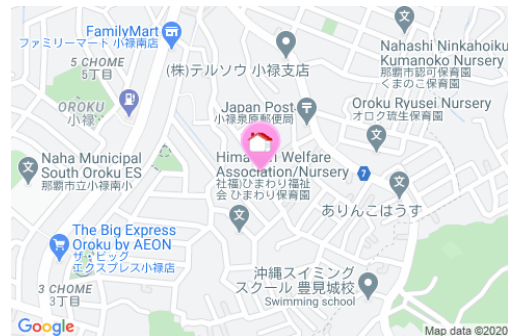 FamilyMart
ファミリーマート 小禄南店
5 CHOME
5丁目
(株)テルソウ 小禄支店
Nahashi Ninkahoiku
Kumanoko Nursery
那覇市認可保育園
くまのこ保育園
OROKU
小禄
Japan Post
小禄泉原郵便局
Oroku Ryusei Nursery
オロク琉生保育園
Naha Municipal
South Oroku ES
那覇市立小禄南小
Welfare
Association/Nursery
社福)ひまわり福祉
会 ひまわり保育園
7
ありんこはうす
The Big Express
Oroku by AEON
ザ・ビッグ
エクスプレス小禄店
3 CHOME
3丁目
沖縄スイミング
スクール 豊見城校
Swimming school
Google
Map data ©2020